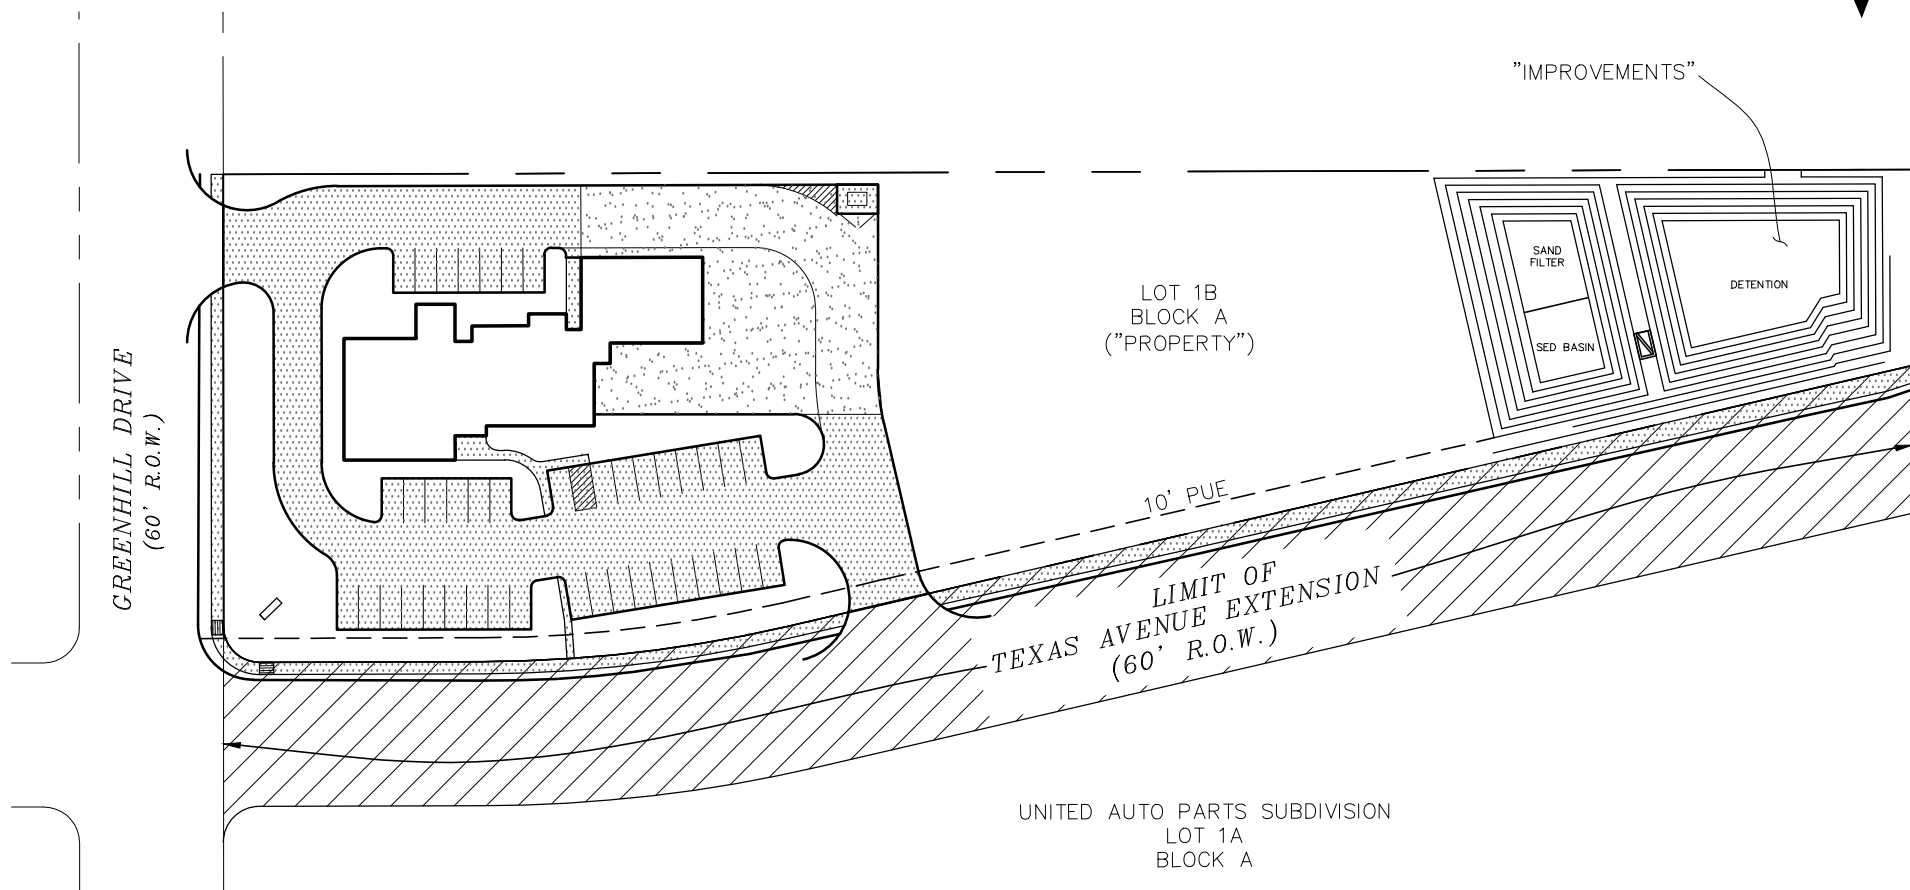 "IMPROVEMENTS"
SAND
FILTER
DETENTION
SED BASIN
LOT 1B
BLOCK A
("PROPERTY")
GREENHILL DRIVE
(60' R.O.W.)
10' PUE
LIMIT OF
TEXAS AVENUE EXTENSION
(60' R.O.W.)
UNITED AUTO PARTS SUBDIVISION
LOT 1A
BLOCK A